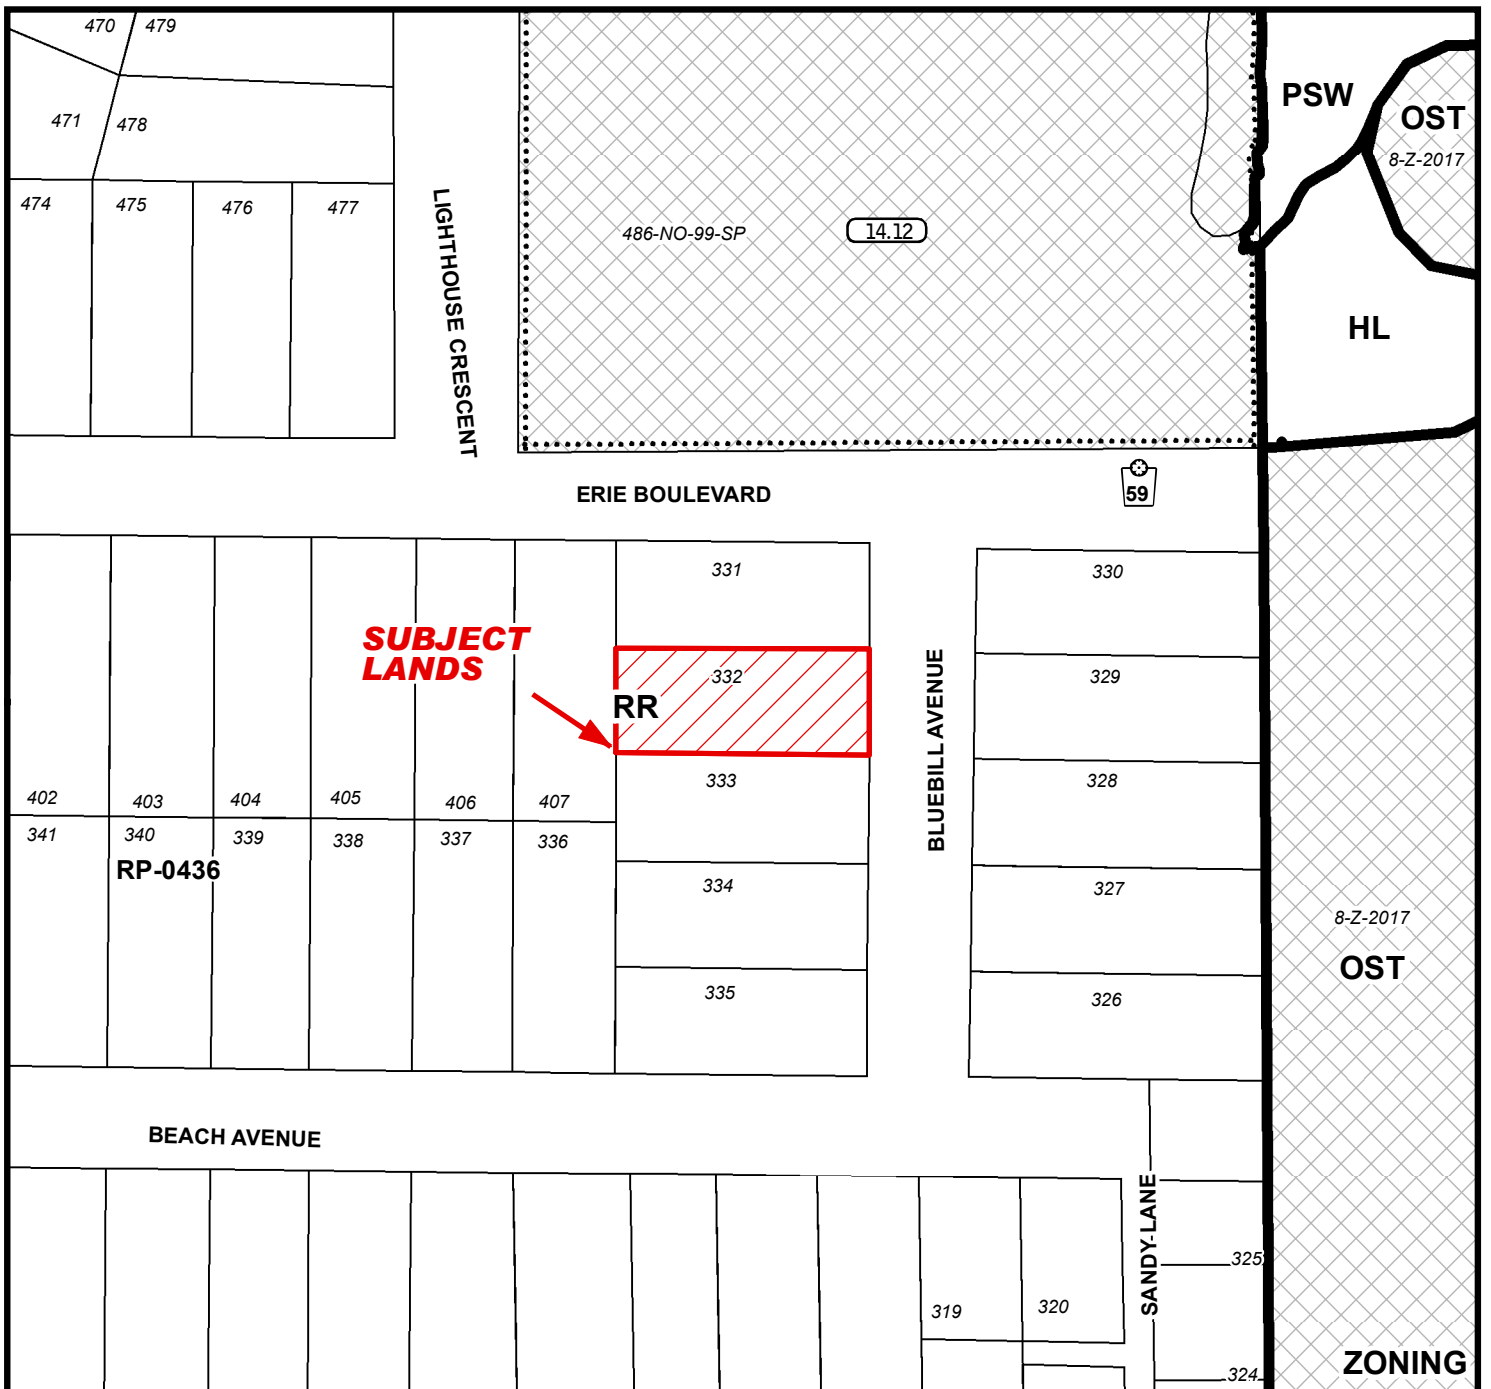 470
479
PSW
OST
8-Z-2017
471
478
474
475
476
477
LIGHTHOUSE CRESCENT
486-NO-99-SP
14.12
HL
ERIE BOULEVARD
59
331
330
SUBJECT
LANDS
332
RR
329
BLUEBILL AVENUE
333
328
402
403
404
405
406
407
341
340
339
338
337
336
RP-0436
334
327
8-Z-2017
OST
335
326
BEACH AVENUE
SANDY LANE
325
319
320
ZONING
324